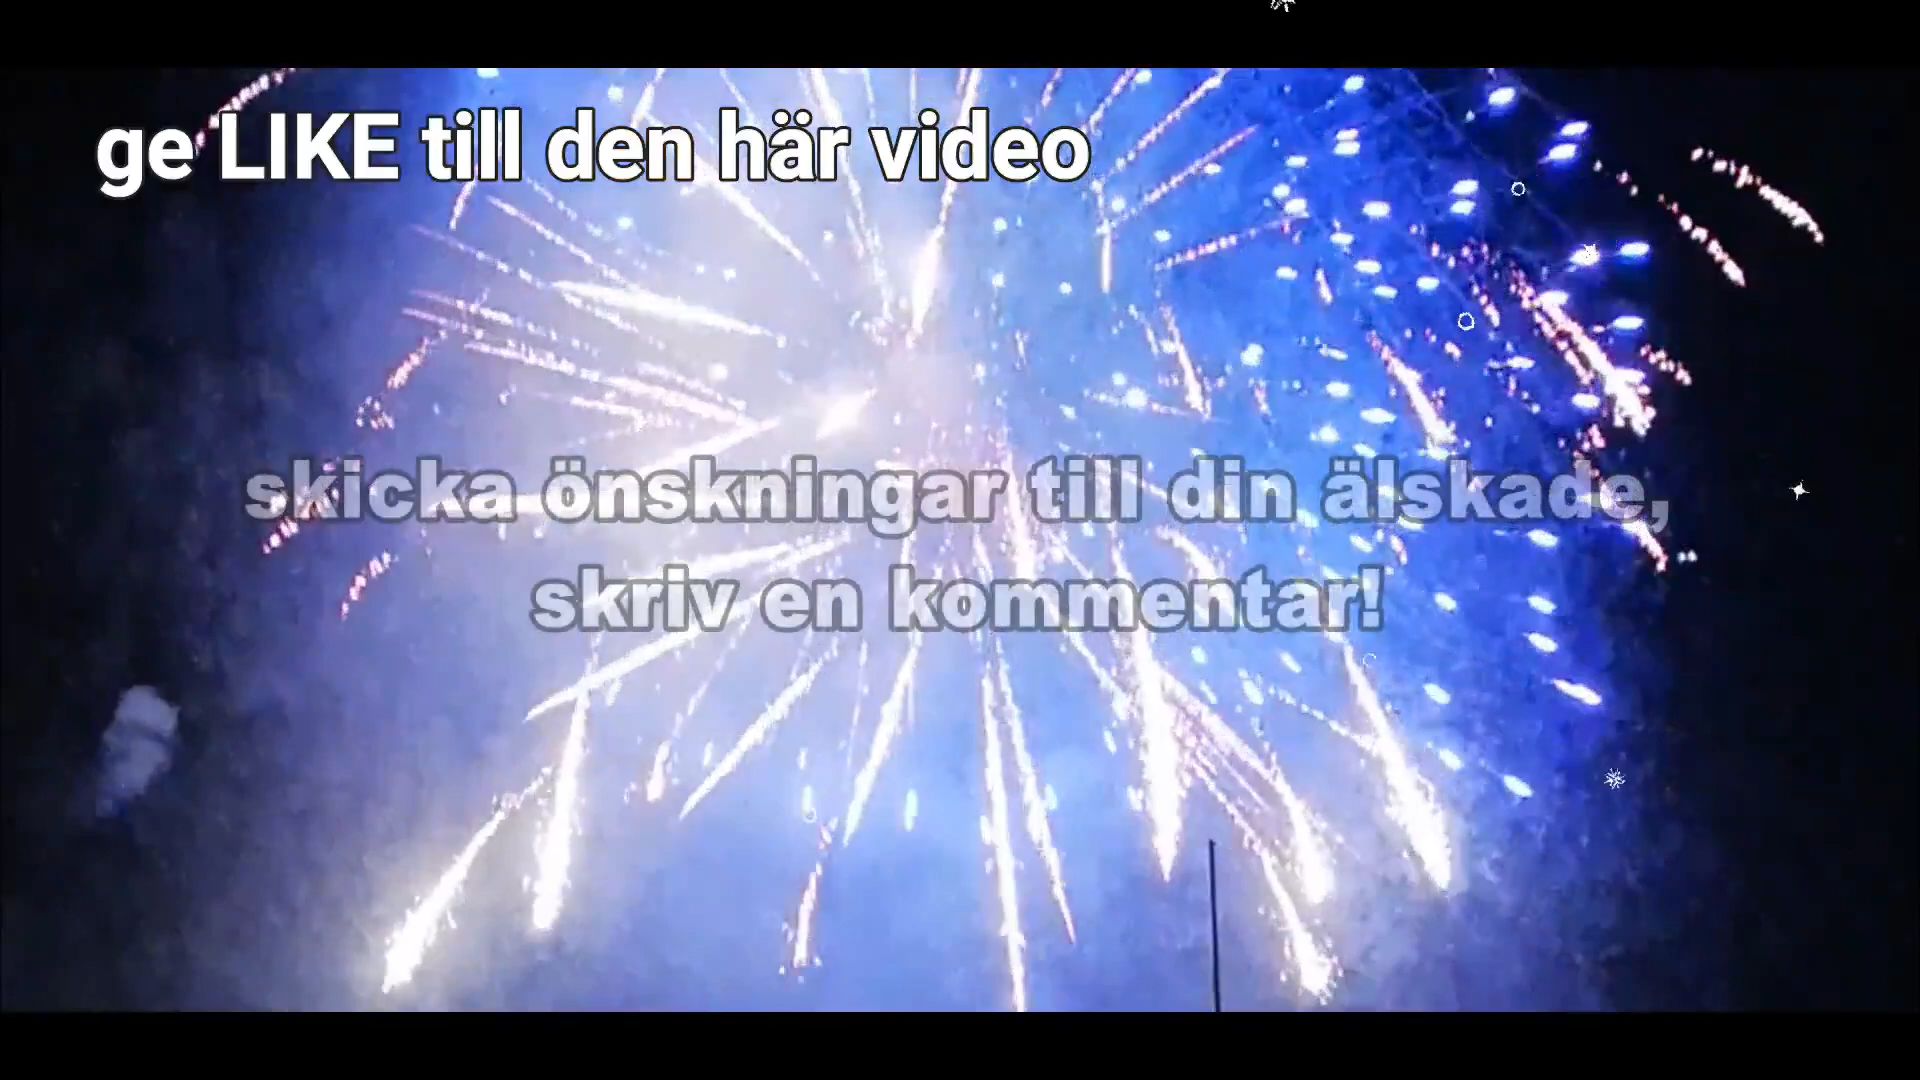 ge LIKE till den här video
skicka önskningar till din älskade,
skriv en kommentar!